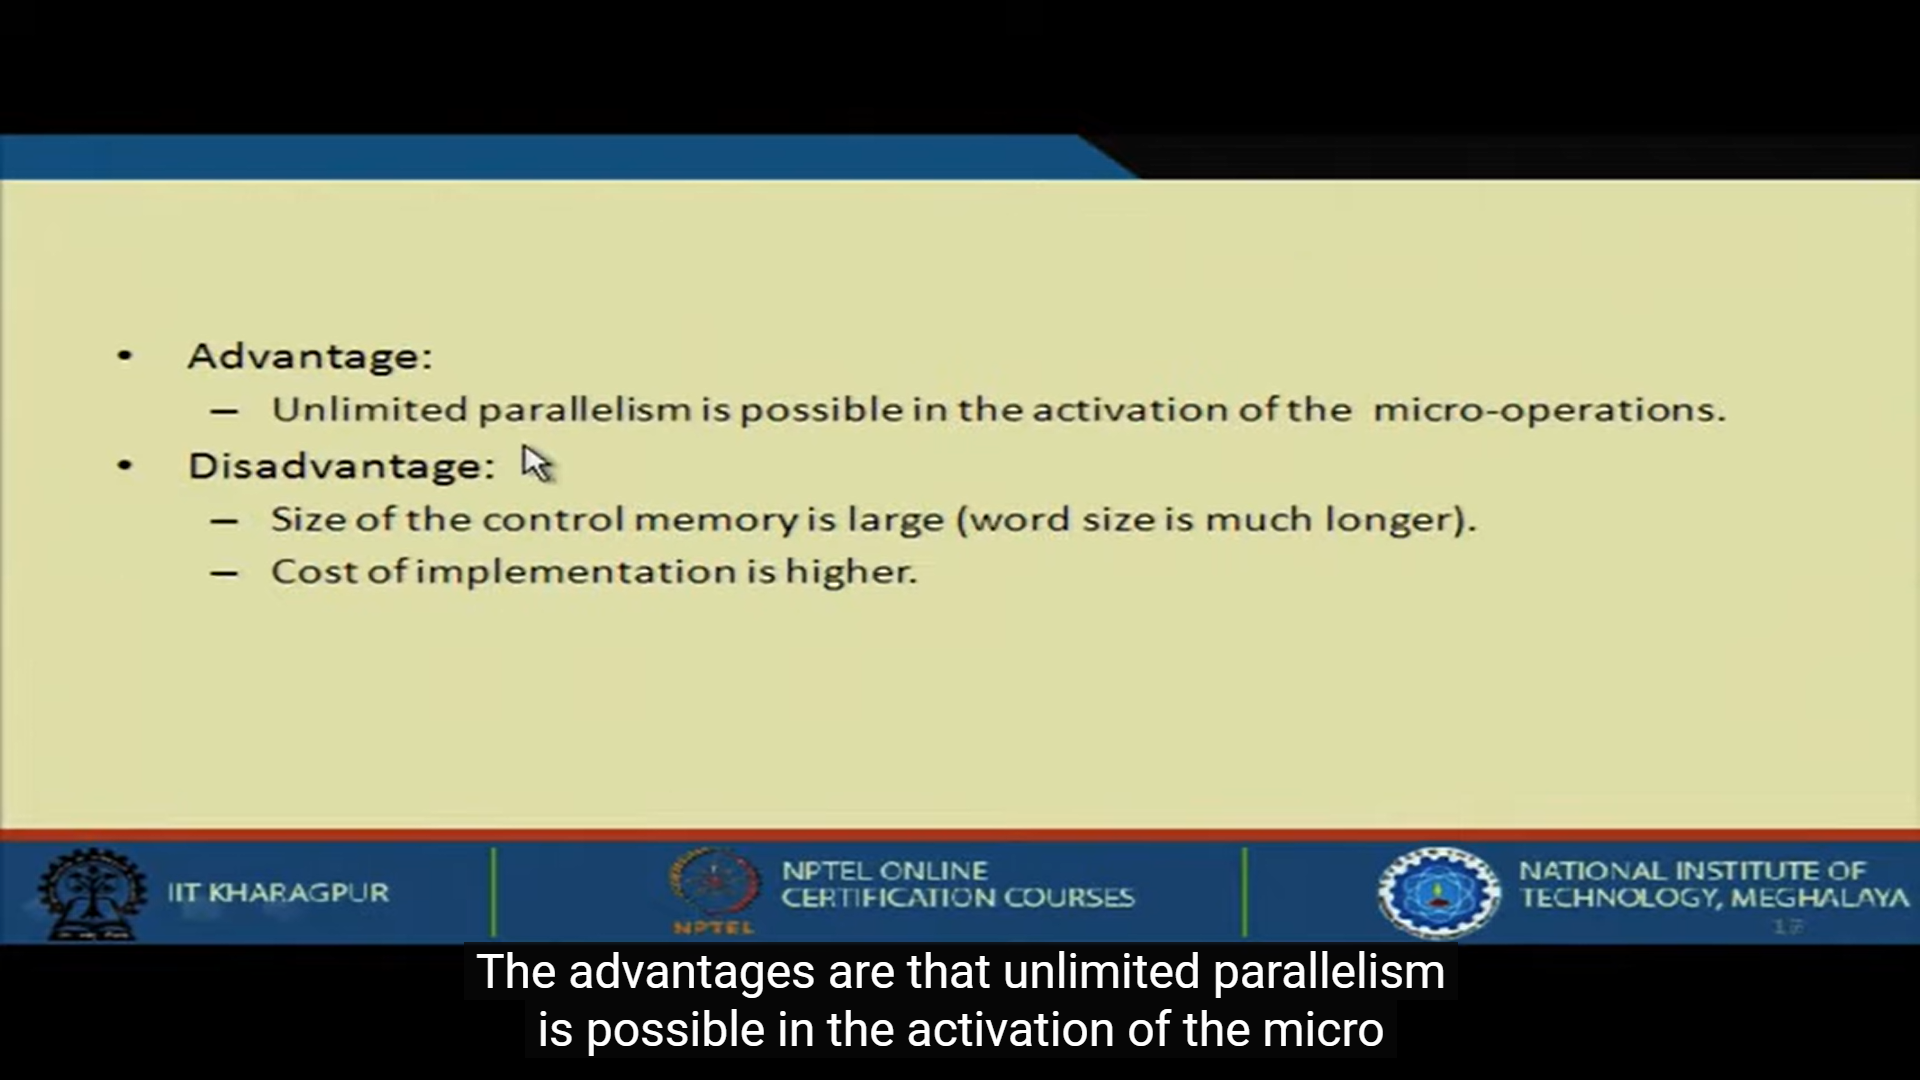 • Advantage:
– Unlimited parallelism is possible in the activation of the micro-operations.
• Disadvantage:
– Size of the control memory is large (word size is much longer).
– Cost of implementation is higher.
IIT KHARAGPUR
NPTEL
NPTEL ONLINE
CERTIFICATION COURSES
NATIONAL INSTITUTE OF
TECHNOLOGY, MEGHALAYA
The advantages are that unlimited parallelism
is possible in the activation of the micro